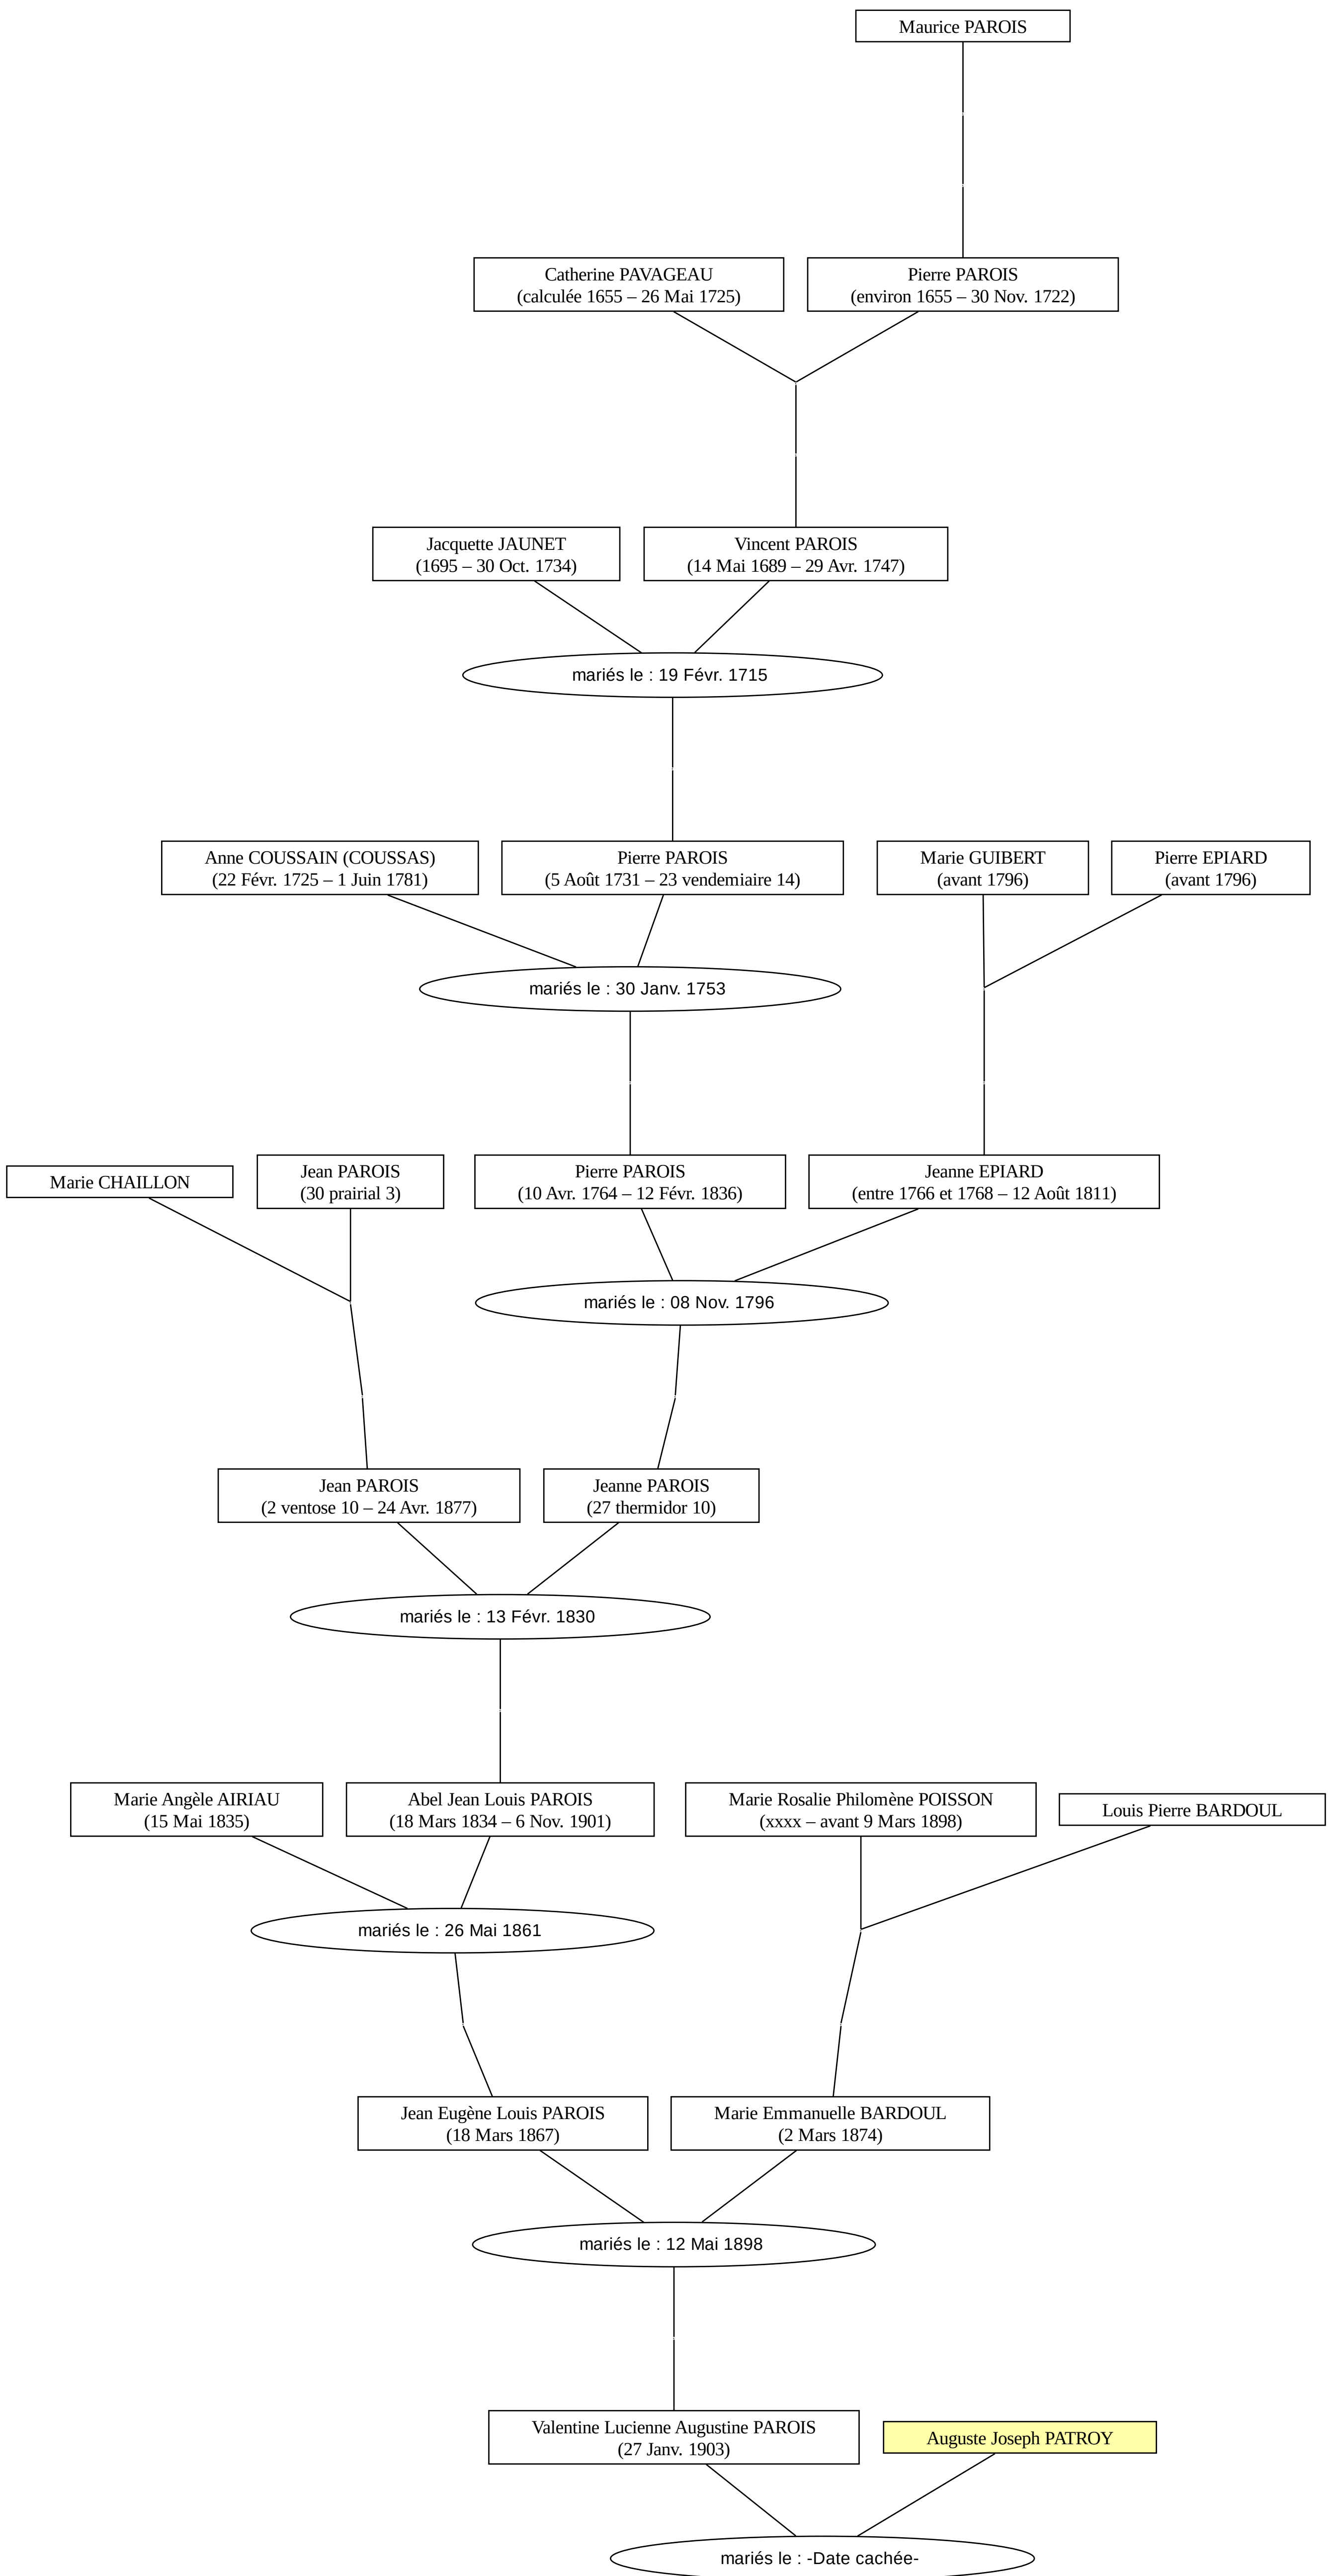 Maurice PAROIS
Catherine PAVAGEAU
(calculée 1655 – 26 Mai 1725)
Pierre PAROIS
(environ 1655 – 30 Nov. 1722)
Jacquette JAUNET
(1695 – 30 Oct. 1734)
Vincent PAROIS
(14 Mai 1689 – 29 Avr. 1747)
mariés le : 19 Févr. 1715
Anne COUSSAIN (COUSSAS)
(22 Févr. 1725 – 1 Juin 1781)
Pierre PAROIS
(5 Août 1731 – 23 vendemiaire 14)
Marie GUIBERT
(avant 1796)
Pierre EPIARD
(avant 1796)
mariés le : 30 Janv. 1753
Marie CHAILLON
Jean PAROIS
(30 prairial 3)
Pierre PAROIS
(10 Avr. 1764 – 12 Févr. 1836)
Jeanne EPIARD
(entre 1766 et 1768 – 12 Août 1811)
mariés le : 08 Nov. 1796
Jean PAROIS
(2 ventose 10 – 24 Avr. 1877)
Jeanne PAROIS
(27 thermidor 10)
mariés le : 13 Févr. 1830
Marie Angèle AIRIAU
(15 Mai 1835)
Abel Jean Louis PAROIS
(18 Mars 1834 – 6 Nov. 1901)
Marie Rosalie Philomène POISSON
(xxxx – avant 9 Mars 1898)
Louis Pierre BARDOUL
mariés le : 26 Mai 1861
Jean Eugène Louis PAROIS
(18 Mars 1867)
Marie Emmanuelle BARDOUL
(2 Mars 1874)
mariés le : 12 Mai 1898
Valentine Lucienne Augustine PAROIS
(27 Janv. 1903)
Auguste Joseph PATROY
mariés le : -Date cachée-